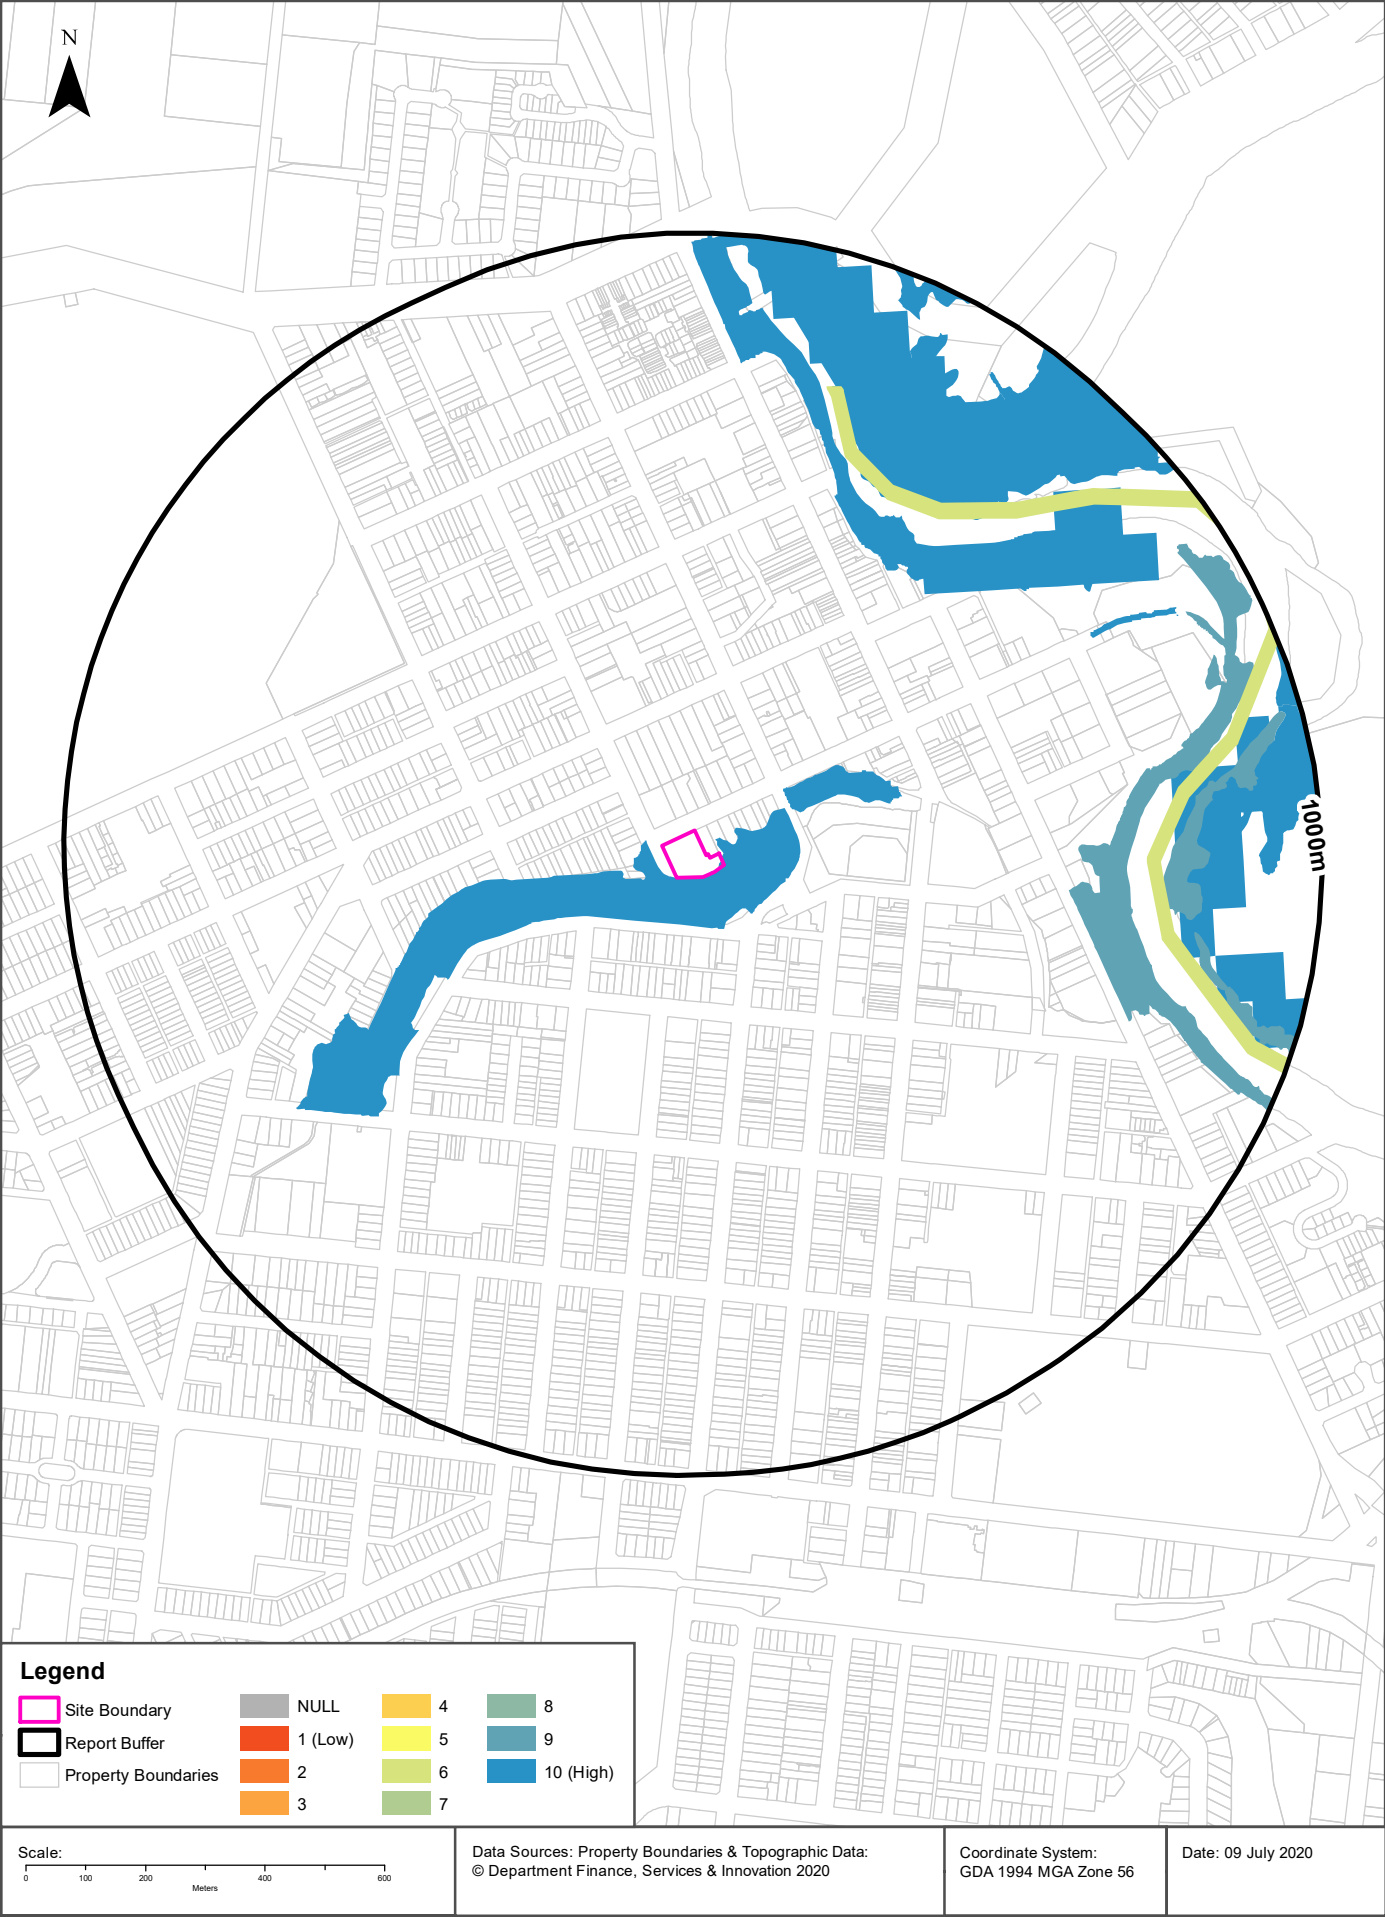 N
1000m
Legend
Site Boundary
Report Buffer
Property Boundaries
NULL
1 (Low)
2
3
4
5
6
7
8
9
10 (High)
Scale:
0 100 200 400 600
Meters
Data Sources: Property Boundaries & Topographic Data:
© Department Finance, Services & Innovation 2020
Coordinate System:
GDA 1994 MGA Zone 56
Date: 09 July 2020